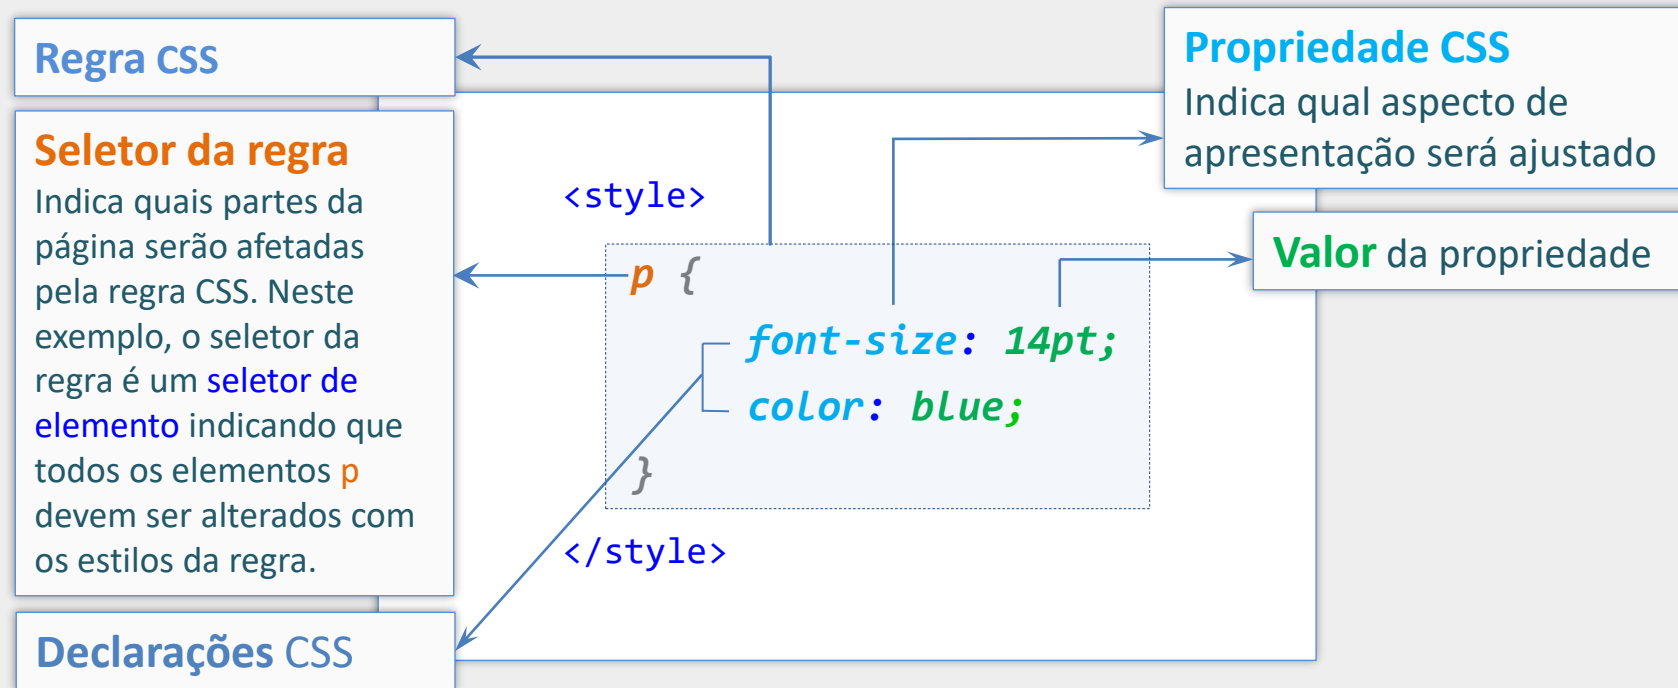 Regra CSS
Seletor da regra
Indica quais partes da
página serão afetadas
pela regra CSS. Neste
exemplo, o seletor da
regra é um seletor de
elemento indicando que
todos os elementos p
devem ser alterados com
os estilos da regra.
Declarações CSS
<style>
p {
font-size: 14pt;
color: blue;
}
</style>
Propriedade CSS
Indica qual aspecto de
apresentação será ajustado
Valor da propriedade